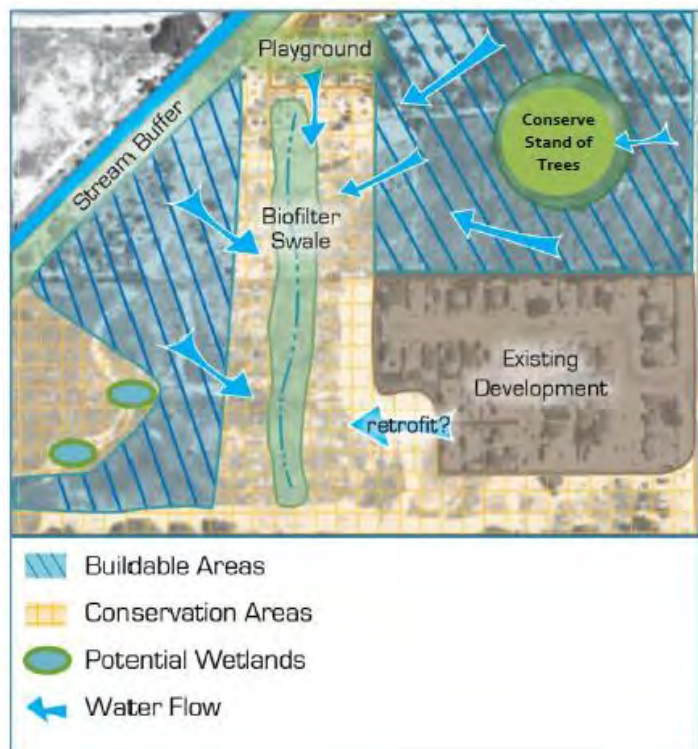 Playground
Conserve
Stand of
Trees
Stream Buffer
Biofilter
Swale
Existing
Development
retrofit?
Buildable Areas
Conservation Areas
Potential Wetlands
Water Flow